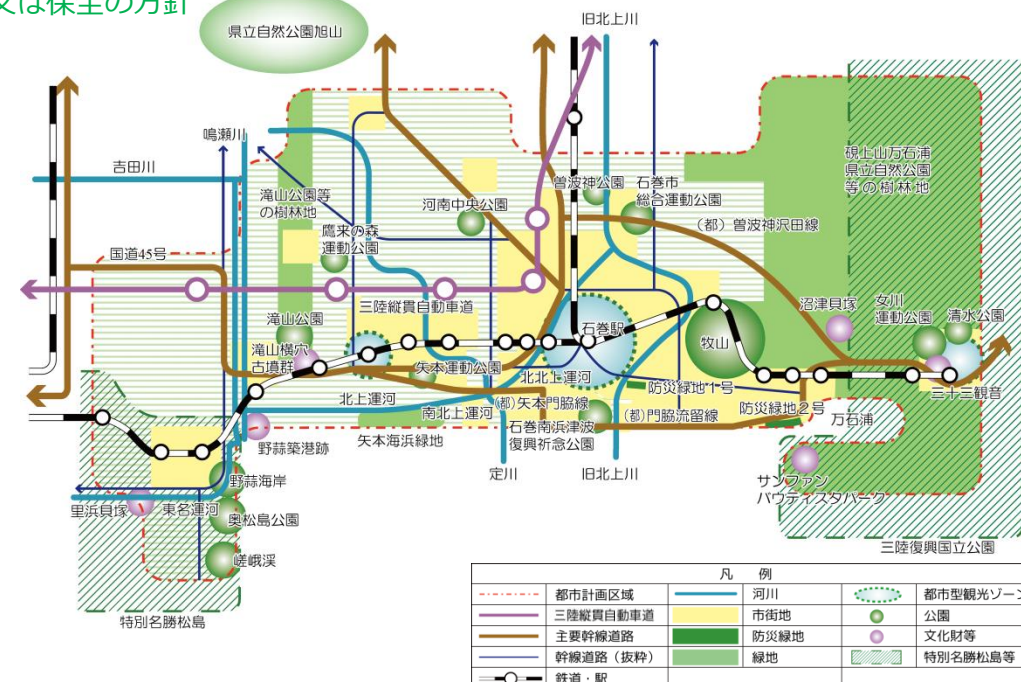 又は保全の方針
県立自然公園旭山
旧北上川
鳴瀬川
吉田川
滝山公園等
の樹林地
鷹来の森
運動公園
河南中央公園
曽波神公園
石巻市
総合運動公園
(都)曽波神沢田線
硯上山万石浦
県立自然公園
等の樹林地
国道45号
三陸縦貫自動車道
滝山公園
滝山横穴
古墳群
矢本運動公園
石巻駅
牧山
沼津貝塚
女川
運動公園
清水公園
三十三観音
北上運河
南北上運河
北北上運河
(都)矢本門脇線
防災緑地1号
(都)門脇流留線
防災緑地2号
万石浦
矢本海浜緑地
石巻南浜津波
復興祈念公園
野蒜築港跡
定川
旧北上川
サンファン
バウティスタパーク
野蒜海岸
里浜貝塚
東名運河
奥松島公園
嵯峨渓
特別名勝松島
三陸復興国立公園
凡 例
都市計画区域
河川
都市型観光ゾーン
三陸縦貫自動車道
市街地
公園
主要幹線道路
防災緑地
文化財等
幹線道路(抜粋)
緑地
特別名勝松島等
鉄道・駅